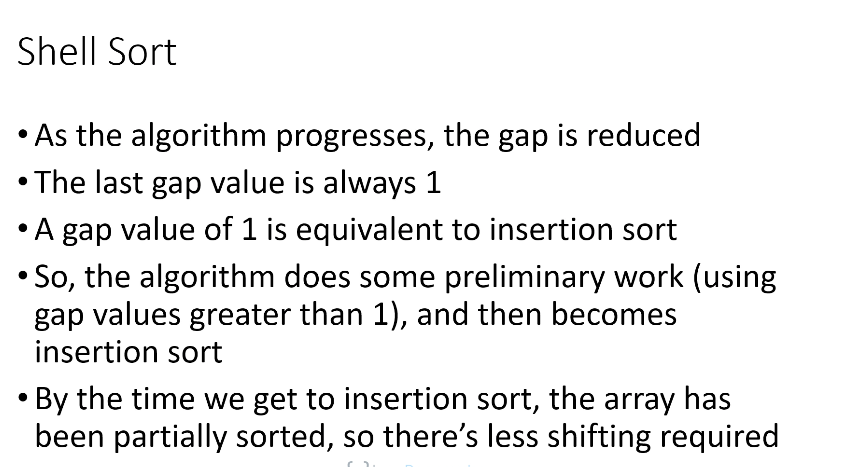 Shell Sort
• As the algorithm progresses, the gap is reduced
• The last gap value is always 1
• A gap value of 1 is equivalent to insertion sort
• So, the algorithm does some preliminary work (using
gap values greater than 1), and then becomes
insertion sort
• By the time we get to insertion sort, the array has
been partially sorted, so there’s less shifting required